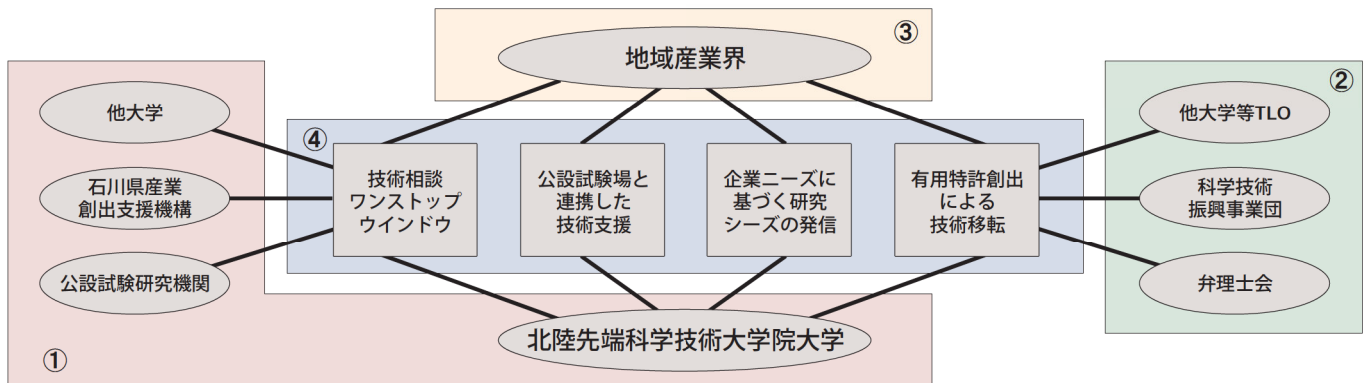 ③
地域産業界
②
他大学
④
他大学等TLO
石川県産業
創出支援機構
技術相談
ワンストップ
ウインドウ
公設試験場と
連携した
技術支援
企業ニーズに
基づく研究
シーズの発信
有用特許創出
による
技術移転
科学技術
振興事業団
公設試験研究機関
弁理士会
北陸先端科学技術大学院大学
①